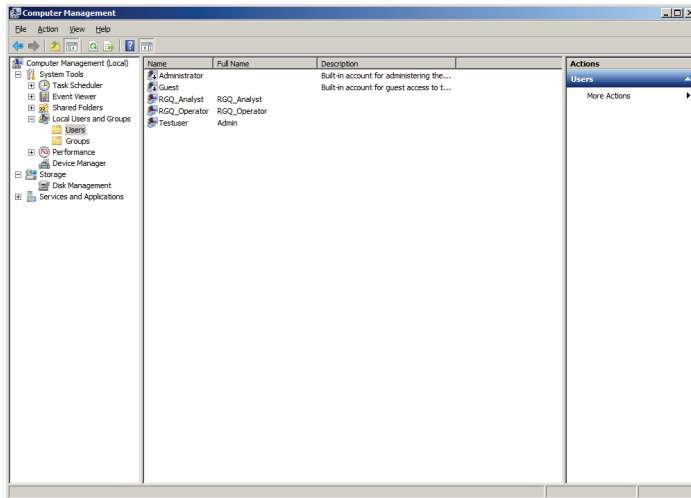 Computer Management
File Action View Help
Computer Management (Local)
System Tools
Task Scheduler
Event Viewer
Shared Folders
Local Users and Groups
Users
Groups
Performance
Device Manager
Storage
Disk Management
Services and Applications
Name Full Name Description
Administrator Built-in account for administering the...
Guest Built-in account for guest access to t...
RGQ_Analyst RGQ_Analyst
RGQ_Operator RGQ_Operator
Testuser Admin
Actions
Users
More Actions